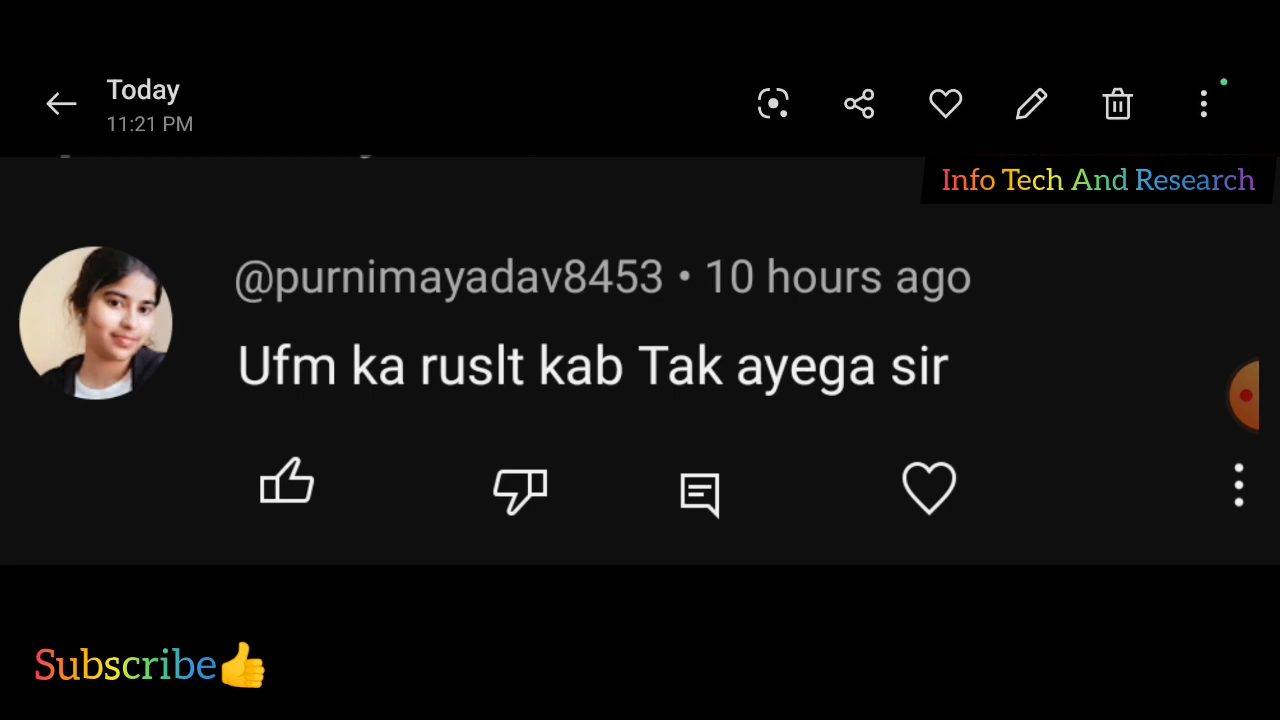 Today
11:21 PM
Info Tech And Research
@purnimayadav8453 • 10 hours ago
Ufm ka ruslt kab Tak ayega sir
Subscribe👍